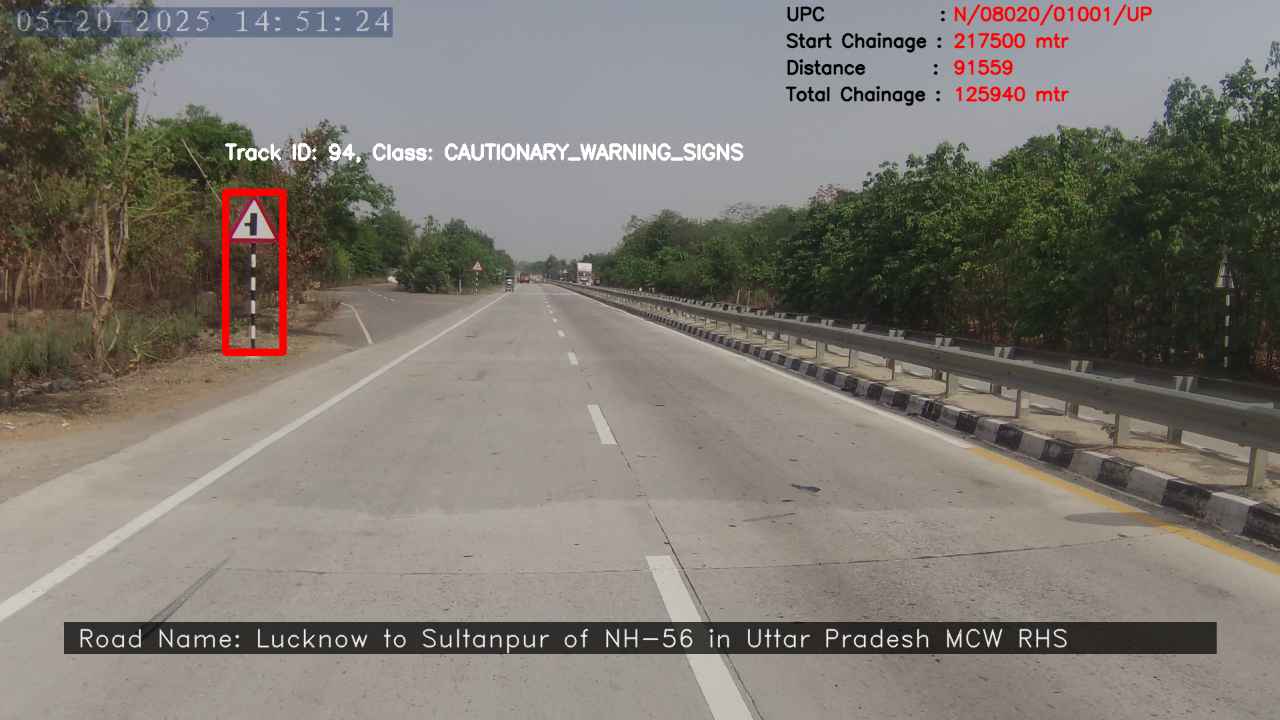 05-20-2025 14:51:24
UPC : N/08020/01001/UP
Start Chainage : 217500 mtr
Distance : 91559
Total Chainage : 125940 mtr
Track ID: 94, Class: CAUTIONARY_WARNING_SIGNS
Road Name: Lucknow to Sultanpur of NH-56 in Uttar Pradesh MCW RHS